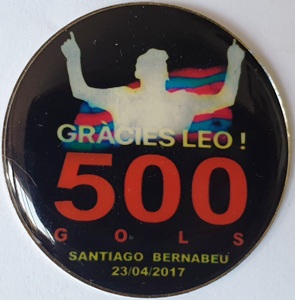 GRÀCIES LEO !
500
GOLS
SANTIAGO BERNABEU
23/04/2017